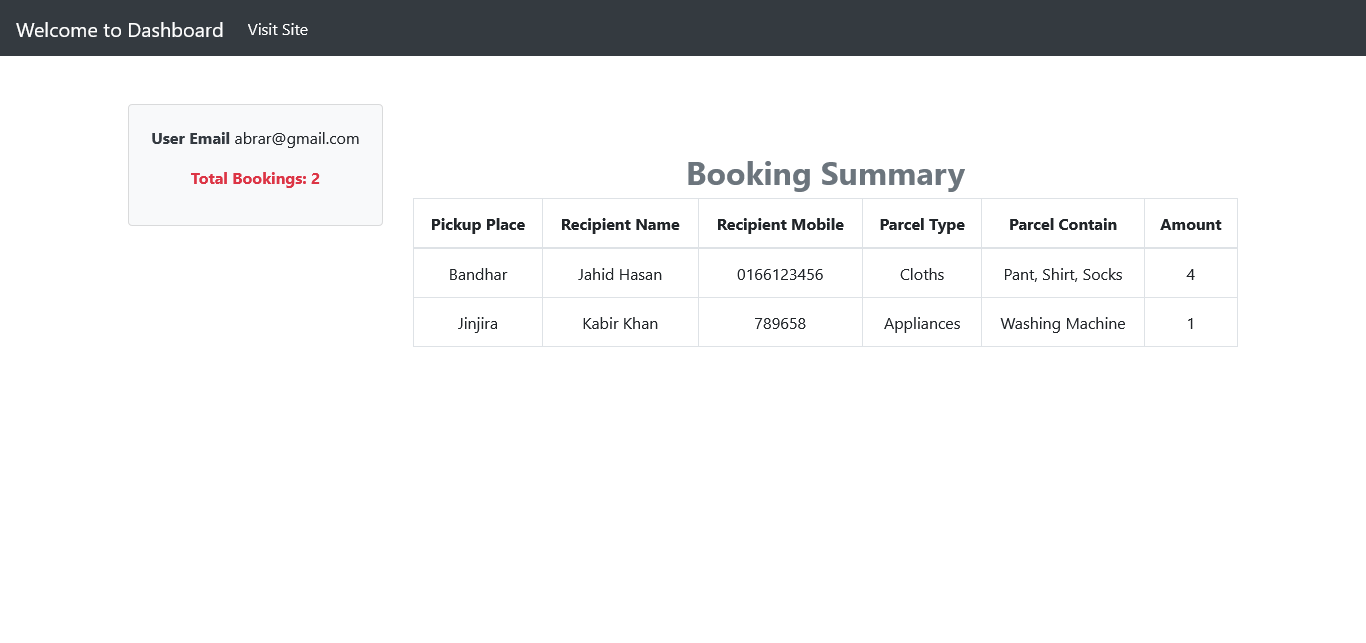 Welcome to Dashboard Visit Site
User Email abrar@gmail.com
Total Bookings: 2
Booking Summary
Pickup Place Recipient Name Recipient Mobile Parcel Type Parcel Contain Amount
Bandhar Jahid Hasan 0166123456 Cloths Pant, Shirt, Socks 4
Jinjira Kabir Khan 789658 Appliances Washing Machine 1